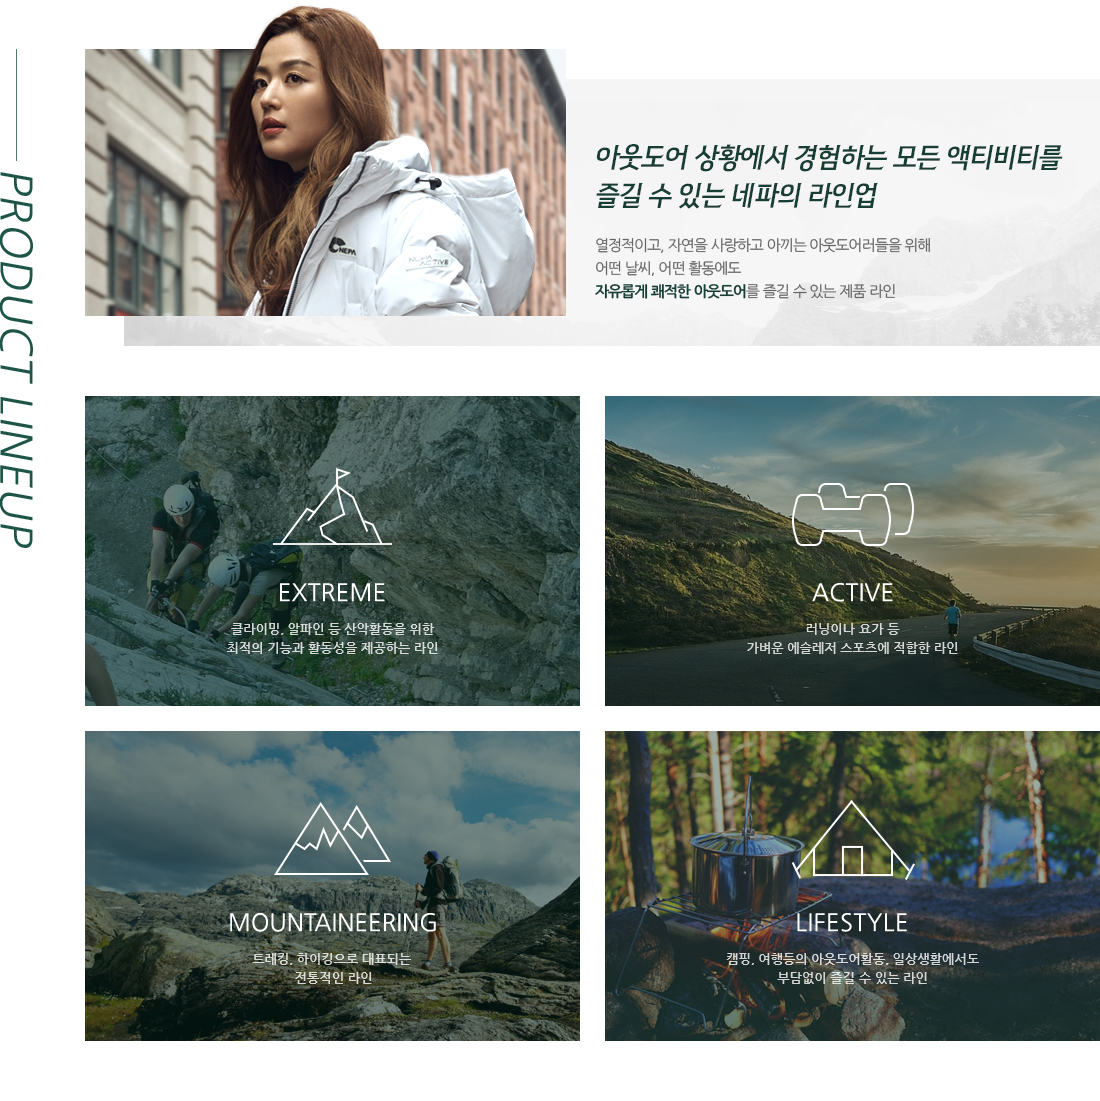 PRODUCT LINEUP
NEPA
NEPA
ACTIVE
아웃도어 상황에서 경험하는 모든 액티비티를
즐길 수 있는 네파의 라인업
열정적이고, 자연을 사랑하고 아끼는 아웃도어러들을 위해
어떤 날씨, 어떤 활동에도
자유롭게 쾌적한 아웃도어를 즐길 수 있는 제품 라인
EXTREME
클라이밍, 알파인 등 산악활동을 위한
최적의 기능과 활동성을 제공하는 라인
ACTIVE
러닝이나 요가 등
가벼운 에슬레저 스포츠에 적합한 라인
MOUNTAINEERING
트레킹, 하이킹으로 대표되는
전통적인 라인
LIFESTYLE
캠핑, 여행등의 아웃도어활동, 일상생활에서도
부담없이 즐길 수 있는 라인